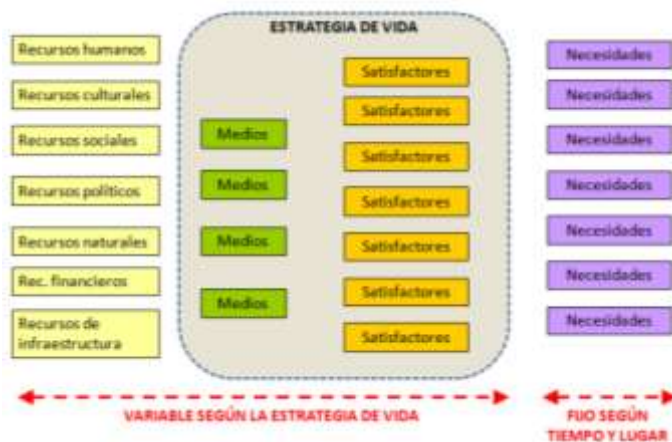 ESTRATEGIA DE VIDA
Recursos humanos
Recursos culturales
Recursos sociales
Recursos políticos
Recursos naturales
Rec. financieros
Recursos de
infraestructura
Medios
Medios
Medios
Medios
Satisfactores
Satisfactores
Satisfactores
Satisfactores
Satisfactores
Satisfactores
Satisfactores
Necesidades
Necesidades
Necesidades
Necesidades
Necesidades
Necesidades
Necesidades
VARIABLE SEGÚN LA ESTRATEGIA DE VIDA
FIJO SEGÚN
TIEMPO Y LUGAR